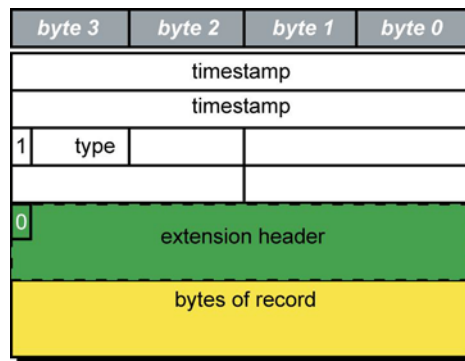 byte 3 byte 2 byte 1 byte 0
timestamp
timestamp
1 type
0
extension header
bytes of record